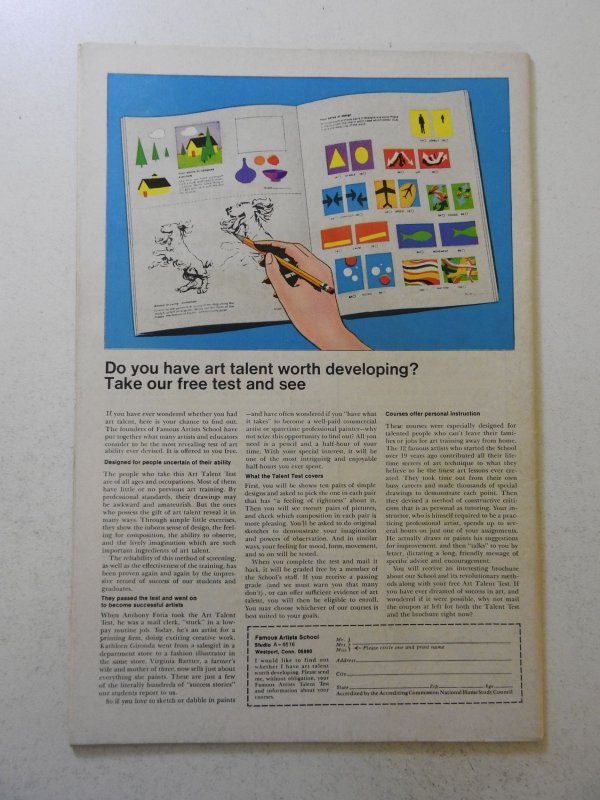 Do you have art talent worth developing?
Take our free test and see
If you have ever wondered whether you had
art talent, here is your chance to find out.
The founders of Famous Artists School have
put together what many artists and educators
consider to be the most revealing test of art
ability ever devised. It is offered to you free.
Designed for people uncertain of their ability
The people who take this Art Talent Test
are of all ages and occupations. Most of them
have little or no previous art training. By
professional standards, their drawings may
be awkward and amateurish. But the ones
who possess the gift of art talent reveal it in
many ways. Through simple little exercises,
they show the inborn sense of design, the feel-
ing for composition, the ability to observe,
and the lively imagination which are such
important ingredients of art talent.
The reliability of this method of screening,
as well as the effectiveness of the training, has
been proven again and again by the impres-
sive record of success of our students and
graduates.
They passed the test and went on
to become successful artists
When Anthony Foria took the Art Talent
Test, he was a mail clerk, "stuck" in a low-
pay routine job. Today, he's an artist for a
printing firm, doing exciting creative work.
Kathleen Gironda went from a salesgirl in a
department store to a fashion illustrator in
the same store. Virginia Bartter, a farmer's
wife and mother of three, now sells just about
everything she paints. These are just a few
of the literally hundreds of "success stories"
our students report to us.
So if you love to sketch or dabble in paints
—and have often wondered if you "have what
it takes" to become a well-paid commercial
artist or sparetime professional painter—why
not seize this opportunity to find out? All you
need is a pencil and a half-hour of your
time. With your special interest, it will be
one of the most intriguing and enjoyable
half-hours you ever spent.
What the Talent Test covers
First, you will be shown ten pairs of simple
designs and asked to pick the one in each pair
that has "a feeling of rightness" about it.
Then you will see twenty pairs of pictures,
and check which composition in each pair is
more pleasing. You'll be asked to do original
sketches to demonstrate your imagination
and powers of observation. And in similar
ways, your feeling for mood, form, movement,
and so on will be tested.
When you complete the test and mail it
back, it will be graded free by a member of
the School's staff. If you receive a passing
grade (and we must warn you that many
don't), or can offer sufficient evidence of art
talent, you will then be eligible to enroll.
You may choose whichever of our courses is
best suited to your goals.
Courses offer personal instruction
These courses were especially designed for
talented people who can't leave their fami-
lies or jobs for art training away from home.
The 12 famous artists who started the School
over 19 years ago contributed all their life-
time secrets of art technique to what they
believe to be the finest art lessons ever cre-
ated. They took time out from their own
busy careers and made thousands of special
drawings to demonstrate each point. Then
they devised a method of constructive criti-
cisms that is as personal as tutoring. Your in-
structor, who is himself required to be a prac-
ticing professional artist, spends up to sev-
eral hours on just one of your assignments.
He actually draws or paints his suggestions
for improvement, and then "talks" to you by
letter, dictating a long, friendly message of
specific advice and encouragement.
You will receive an interesting brochure
about our School and its revolutionary meth-
ods along with your free Art Talent Test. If
you have ever dreamed of success in art, and
wondered if it were possible, why not mail
the coupon at left for both the Talent Test
and the brochure right now?
Famous Artists School
Studio A-6516
Westport, Conn. 06880
I would like to find out
whether I have art talent
worth developing. Please send
me, without obligation, your
Famous Artists Talent Test
and information about your
courses.
Mr.
Mrs.
Miss
Please circle one and print name
Address
City
State Zip Age
Accredited by the Accrediting Commission National Home Study Council